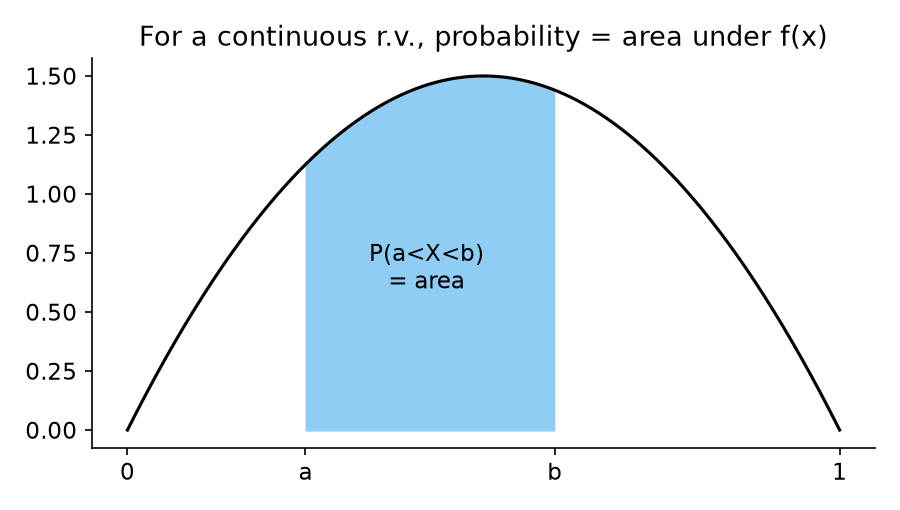 For a continuous r.v., probability = area under f(x)
1.50
1.25
1.00
0.75
0.50
0.25
0.00
P(a<X<b)
= area
0
a
b
1